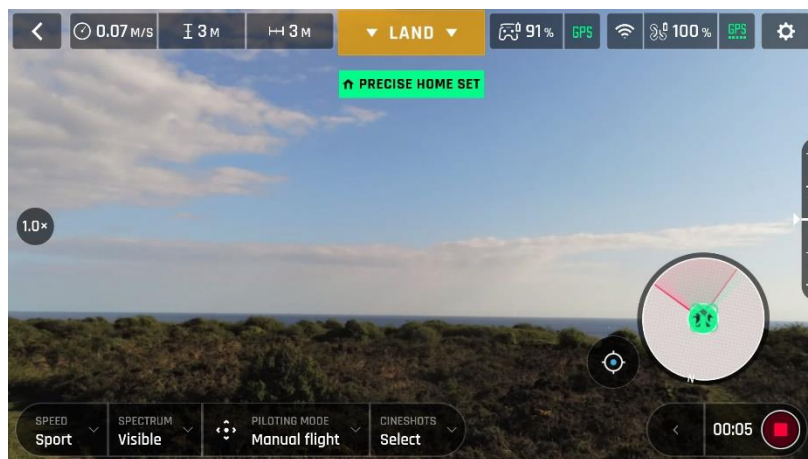 0.07 M/S
3 M
3 M
LAND
91 %
GPS
100 %
GPS
PRECISE HOME SET
1.0×
N
SPEED
Sport
SPECTRUM
Visible
PILOTING MODE
Manual flight
CINESHOTS
Select
00:05